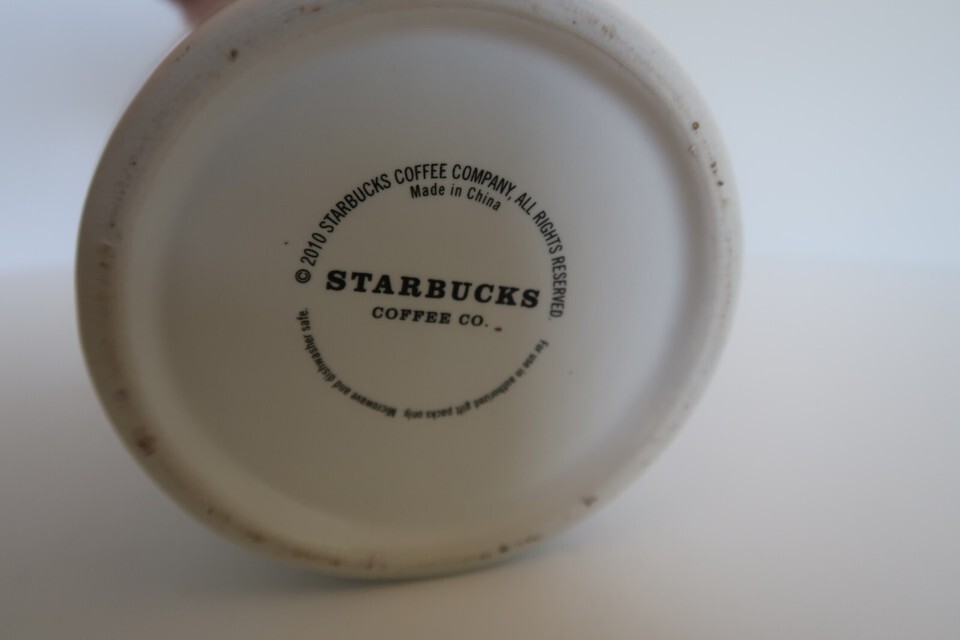 © 2010 STARBUCKS COFFEE COMPANY, ALL RIGHTS RESERVED.
Made in China
STARBUCKS
COFFEE CO.
For use in authorized gift packs only. Microwave and dishwasher safe.